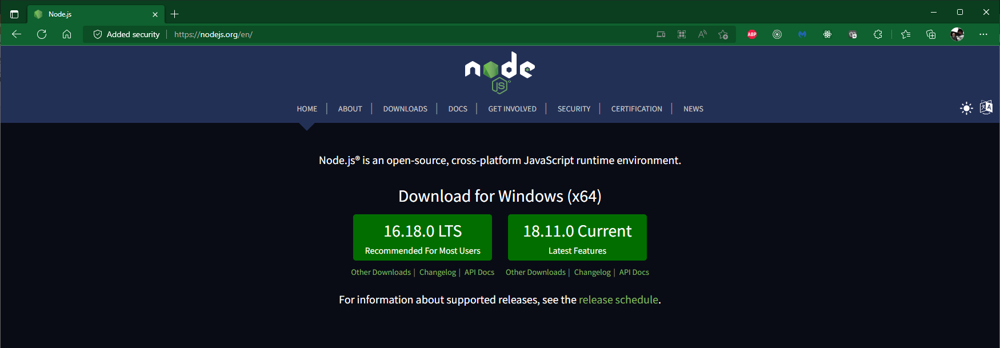 Node.js
Added security | https://nodejs.org/en/
ABP
node
JS
HOME | ABOUT | DOWNLOADS | DOCS | GET INVOLVED | SECURITY | CERTIFICATION | NEWS
Node.js® is an open-source, cross-platform JavaScript runtime environment.
Download for Windows (x64)
16.18.0 LTS
Recommended For Most Users
Other Downloads | Changelog | API Docs
18.11.0 Current
Latest Features
Other Downloads | Changelog | API Docs
For information about supported releases, see the release schedule.